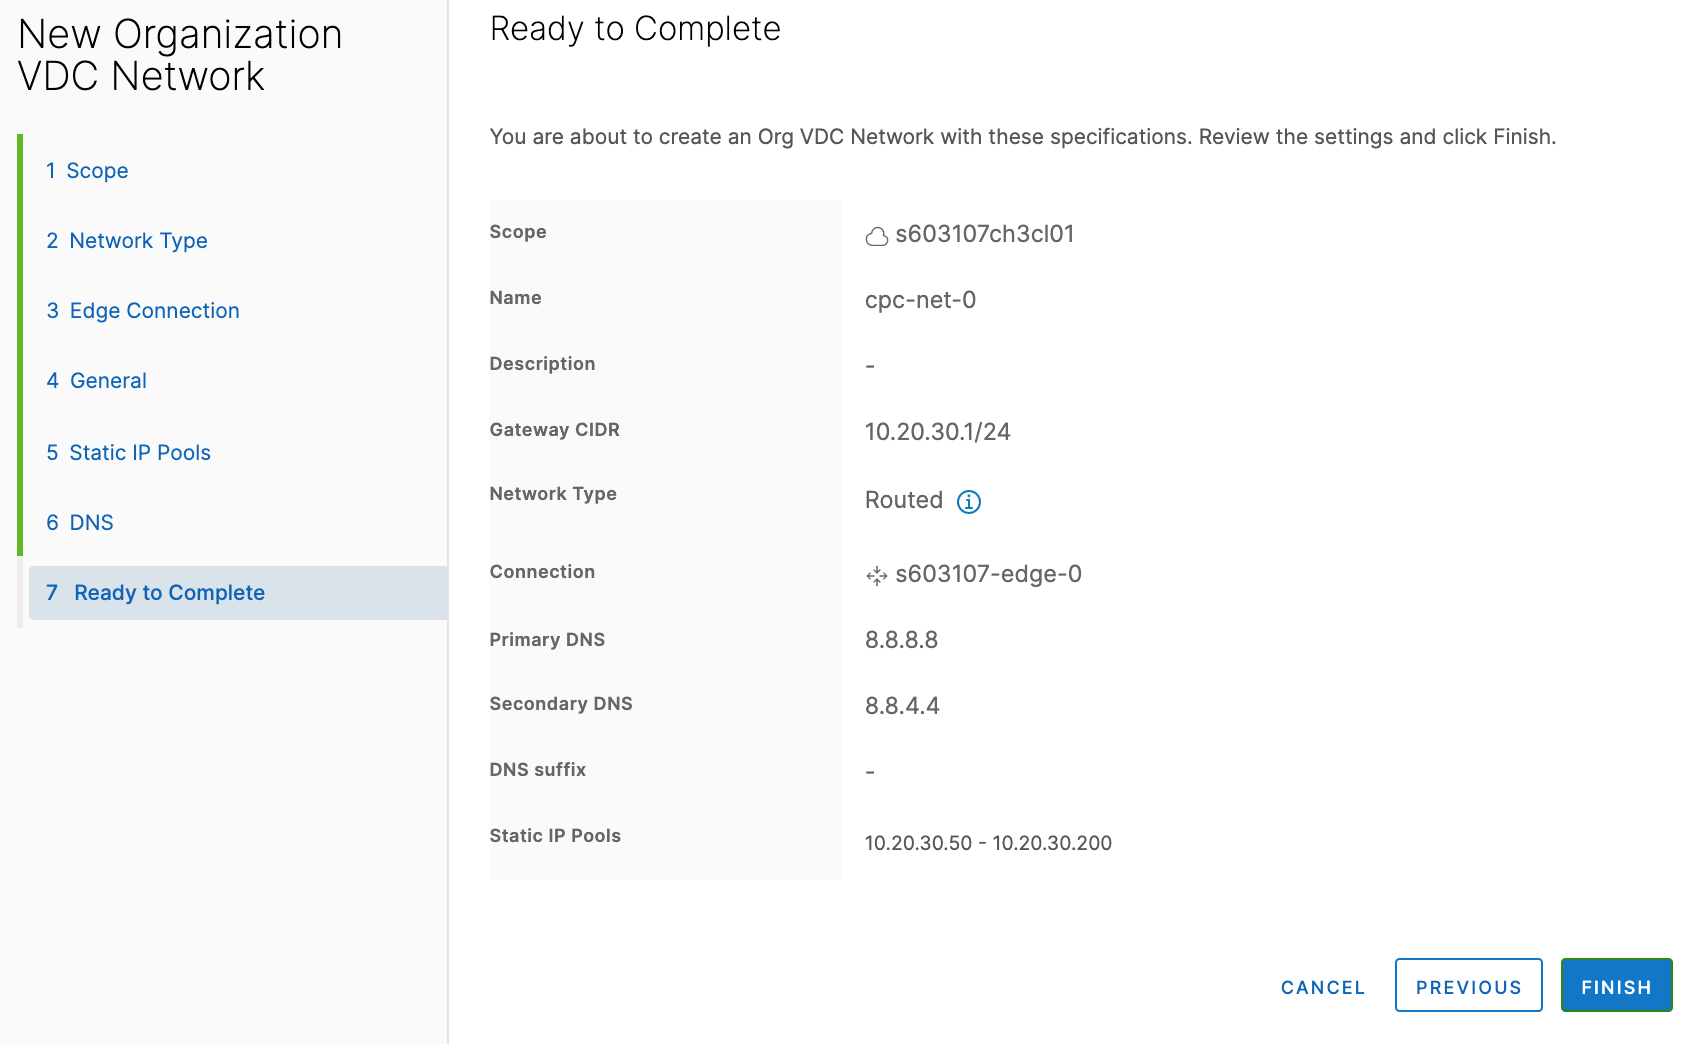 New Organization
VDC Network
1 Scope
2 Network Type
3 Edge Connection
4 General
5 Static IP Pools
6 DNS
7 Ready to Complete
Ready to Complete
You are about to create an Org VDC Network with these specifications. Review the settings and click Finish.
Scope s603107ch3cl01
Name cpc-net-0
Description -
Gateway CIDR 10.20.30.1/24
Network Type Routed
Connection s603107-edge-0
Primary DNS 8.8.8.8
Secondary DNS 8.8.4.4
DNS suffix -
Static IP Pools 10.20.30.50 - 10.20.30.200
CANCEL PREVIOUS FINISH